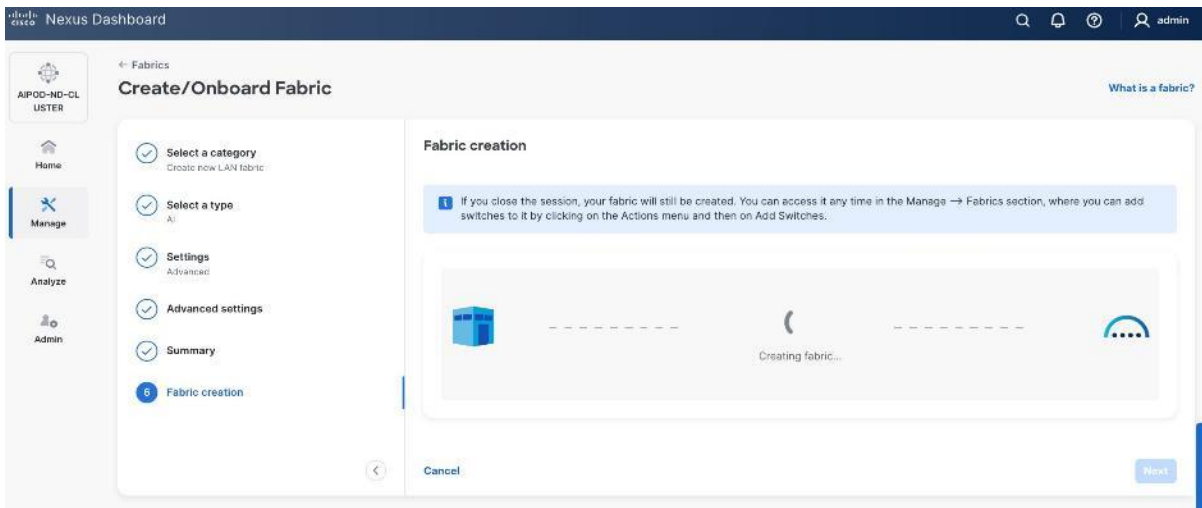 cisco Nexus Dashboard
admin
AIPOD-ND-CL
USTER
Home
Manage
Analyze
Admin
← Fabrics
Create/Onboard Fabric
What is a fabric?
Select a category
Create new LAN fabric
Select a type
AI
Settings
Advanced
Advanced settings
Summary
6 Fabric creation
Fabric creation
If you close the session, your fabric will still be created. You can access it any time in the Manage → Fabrics section, where you can add
switches to it by clicking on the Actions menu and then on Add Switches.
Creating fabric...
Cancel
Next